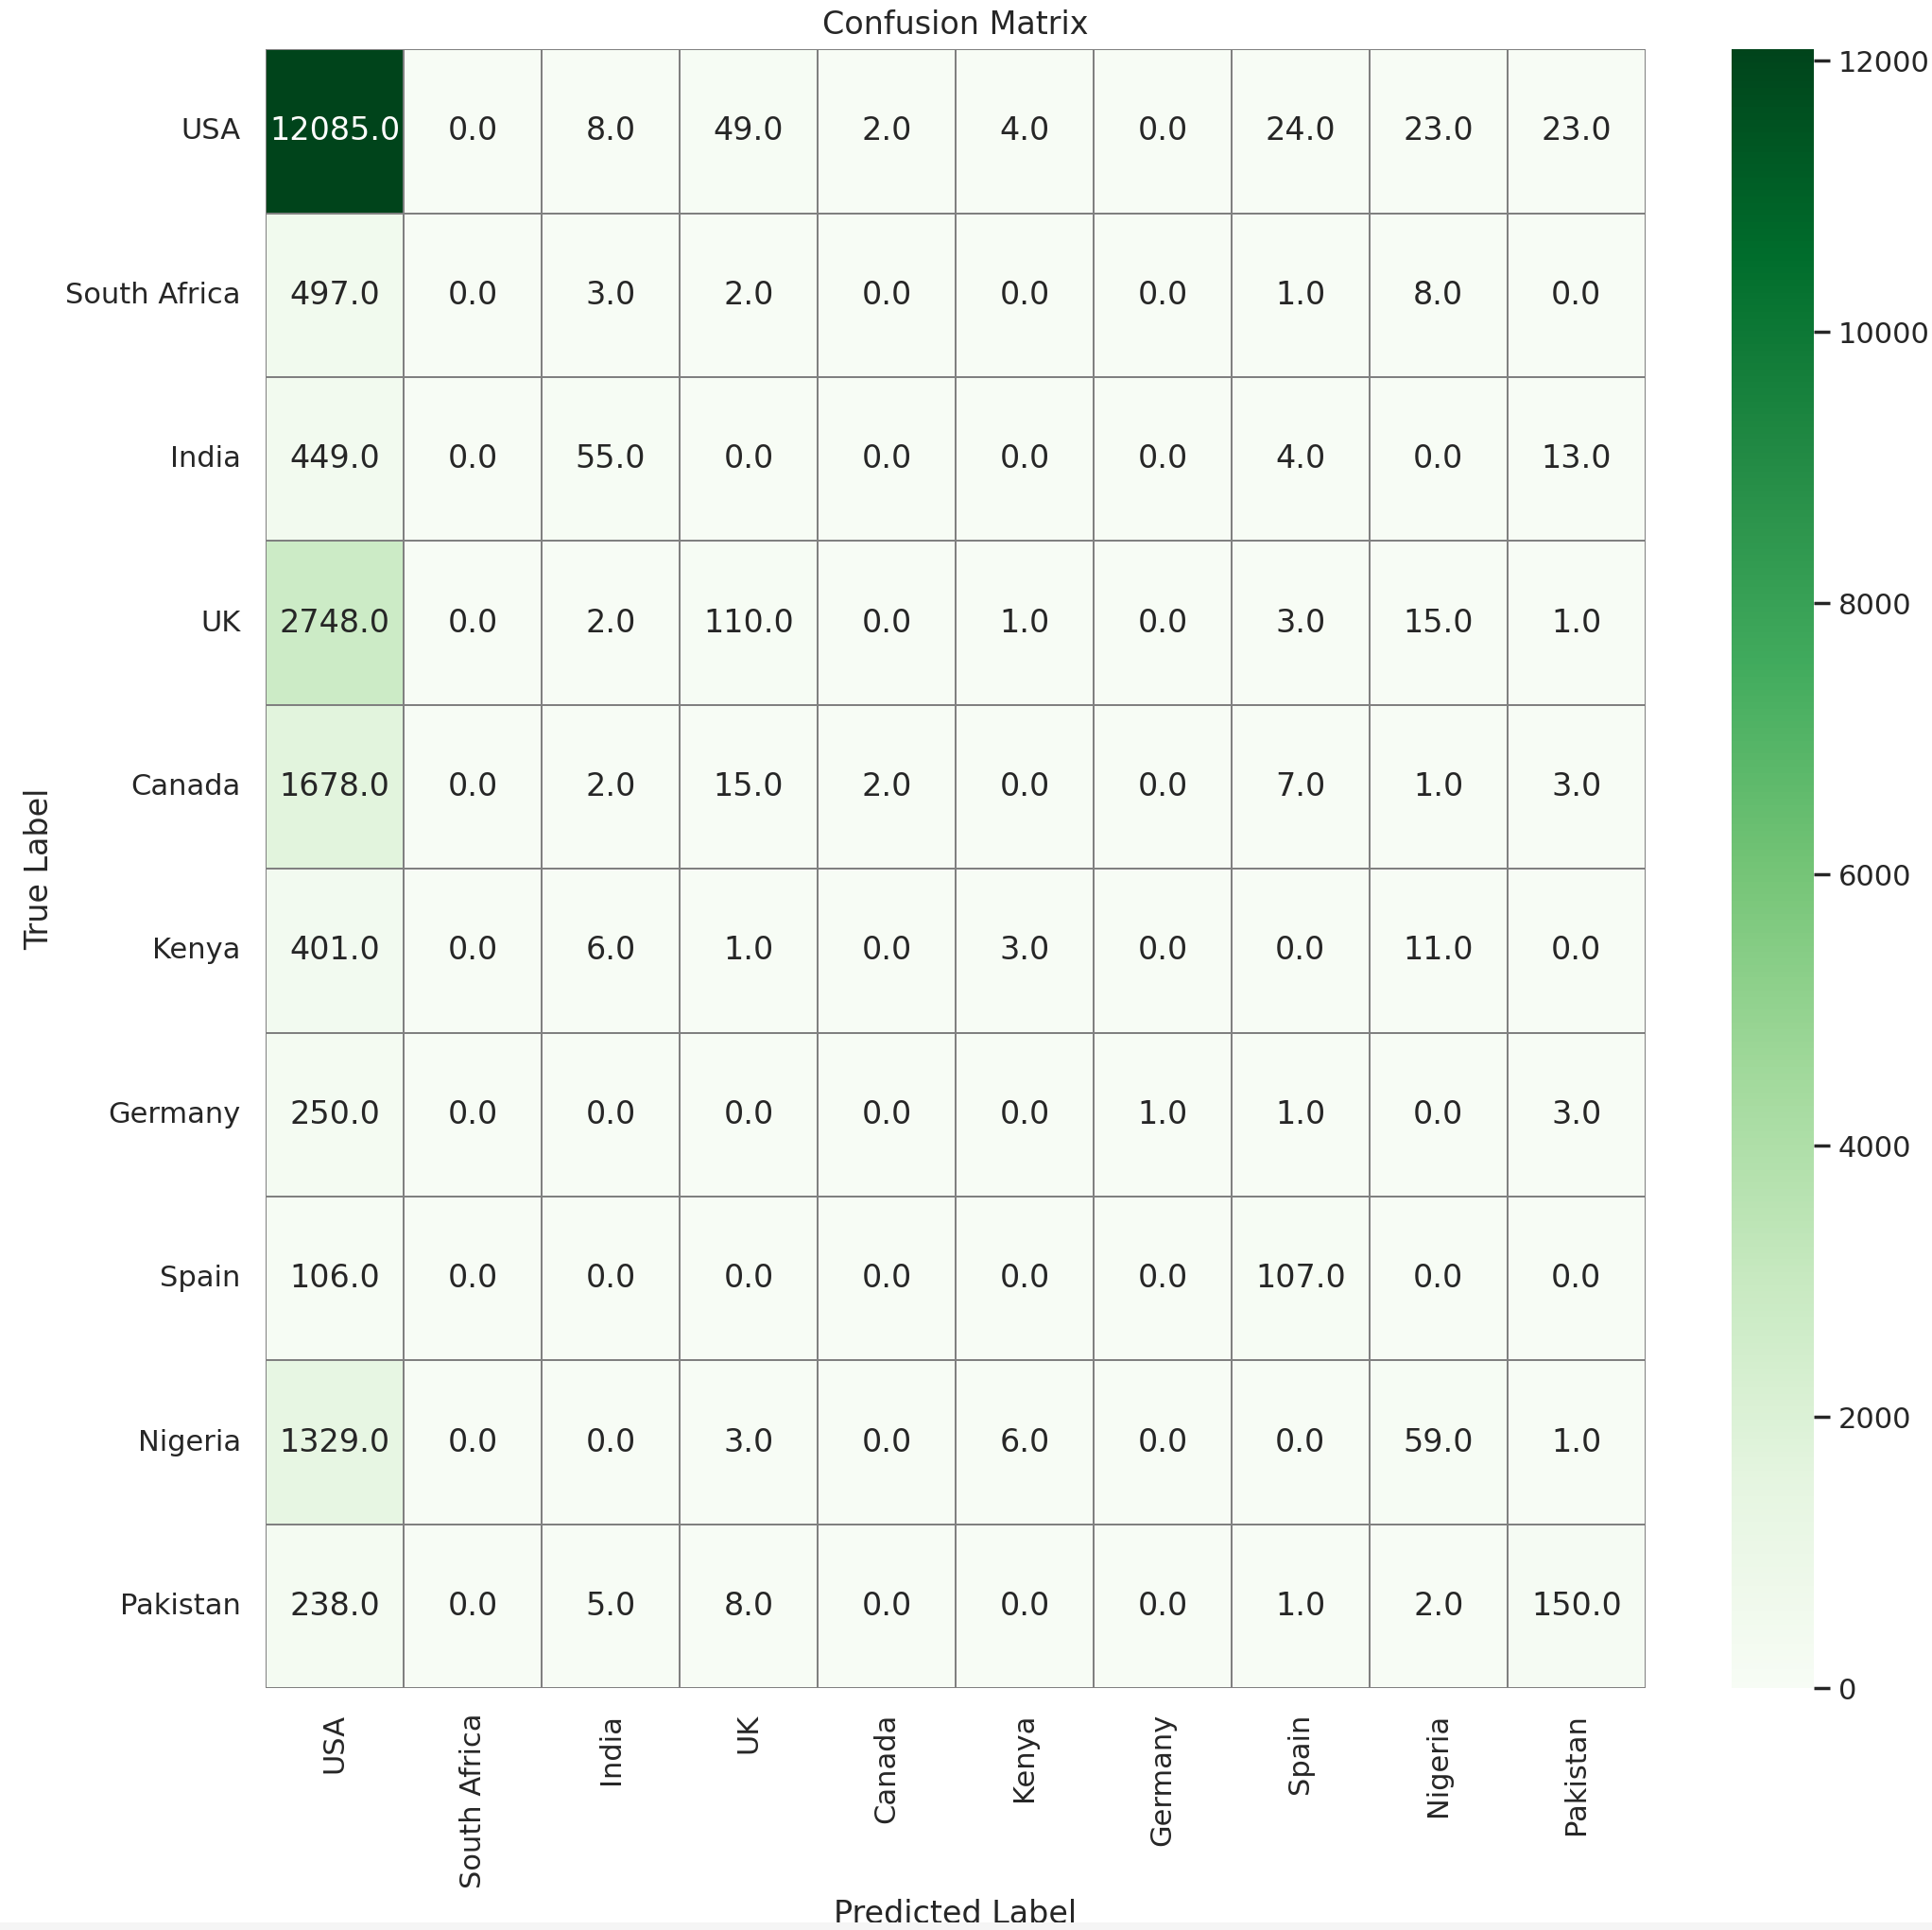 Confusion Matrix
USA 12085.0 0.0 8.0 49.0 2.0 4.0 0.0 24.0 23.0 23.0
South Africa 497.0 0.0 3.0 2.0 0.0 0.0 0.0 1.0 8.0 0.0
India 449.0 0.0 55.0 0.0 0.0 0.0 0.0 4.0 0.0 13.0
UK 2748.0 0.0 2.0 110.0 0.0 1.0 0.0 3.0 15.0 1.0
Canada 1678.0 0.0 2.0 15.0 2.0 0.0 0.0 7.0 1.0 3.0
Kenya 401.0 0.0 6.0 1.0 0.0 3.0 0.0 0.0 11.0 0.0
Germany 250.0 0.0 0.0 0.0 0.0 0.0 1.0 1.0 0.0 3.0
Spain 106.0 0.0 0.0 0.0 0.0 0.0 0.0 107.0 0.0 0.0
Nigeria 1329.0 0.0 0.0 3.0 0.0 6.0 0.0 0.0 59.0 1.0
Pakistan 238.0 0.0 5.0 8.0 0.0 0.0 0.0 1.0 2.0 150.0
True Label
USA South Africa India UK Canada Kenya Germany Spain Nigeria Pakistan
Predicted Label
12000
10000
8000
6000
4000
2000
0